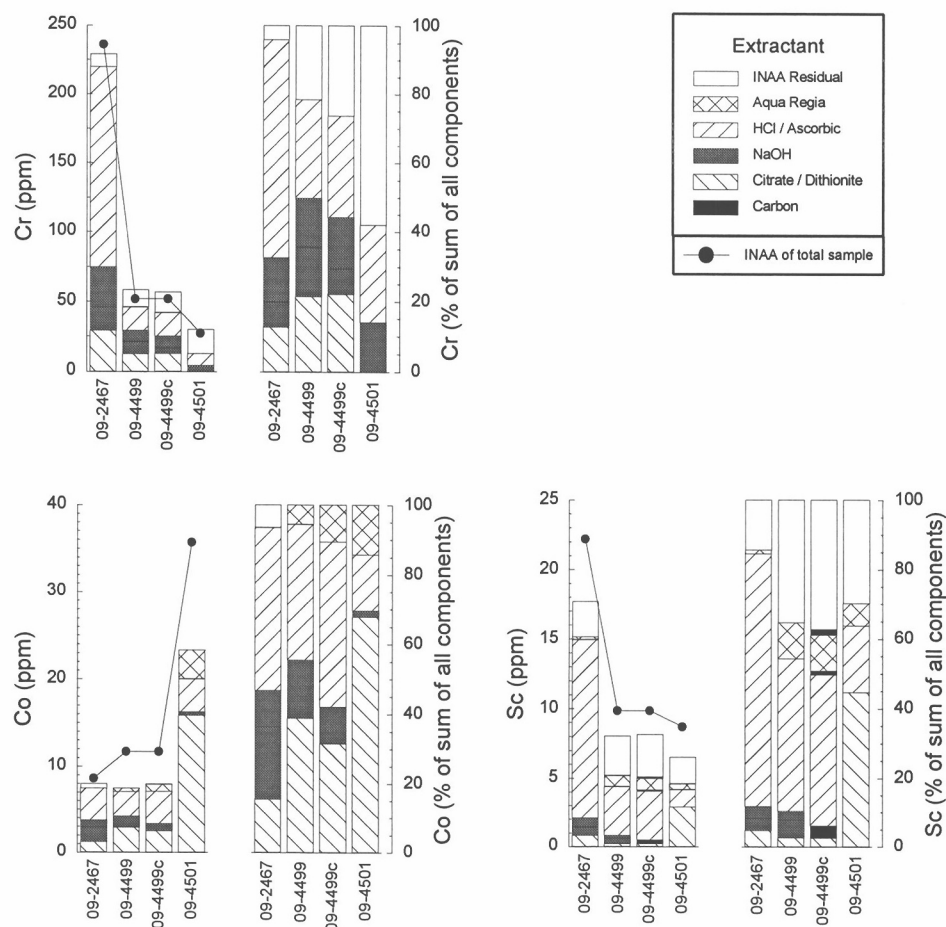 250
200
150
100
50
0
Cr (ppm)
09-2467
09-4499
09-4499c
09-4501
100
80
60
40
20
0
Cr (% of sum of all components)
09-2467
09-4499
09-4499c
09-4501
Extractant
INAA Residual
Aqua Regia
HCl / Ascorbic
NaOH
Citrate / Dithionite
Carbon
INAA of total sample
40
30
20
10
0
Co (ppm)
09-2467
09-4499
09-4499c
09-4501
100
80
60
40
20
0
Co (% of sum of all components)
09-2467
09-4499
09-4499c
09-4501
25
20
15
10
5
0
Sc (ppm)
09-2467
09-4499
09-4499c
09-4501
100
80
60
40
20
0
Sc (% of sum of all components)
09-2467
09-4499
09-4499c
09-4501